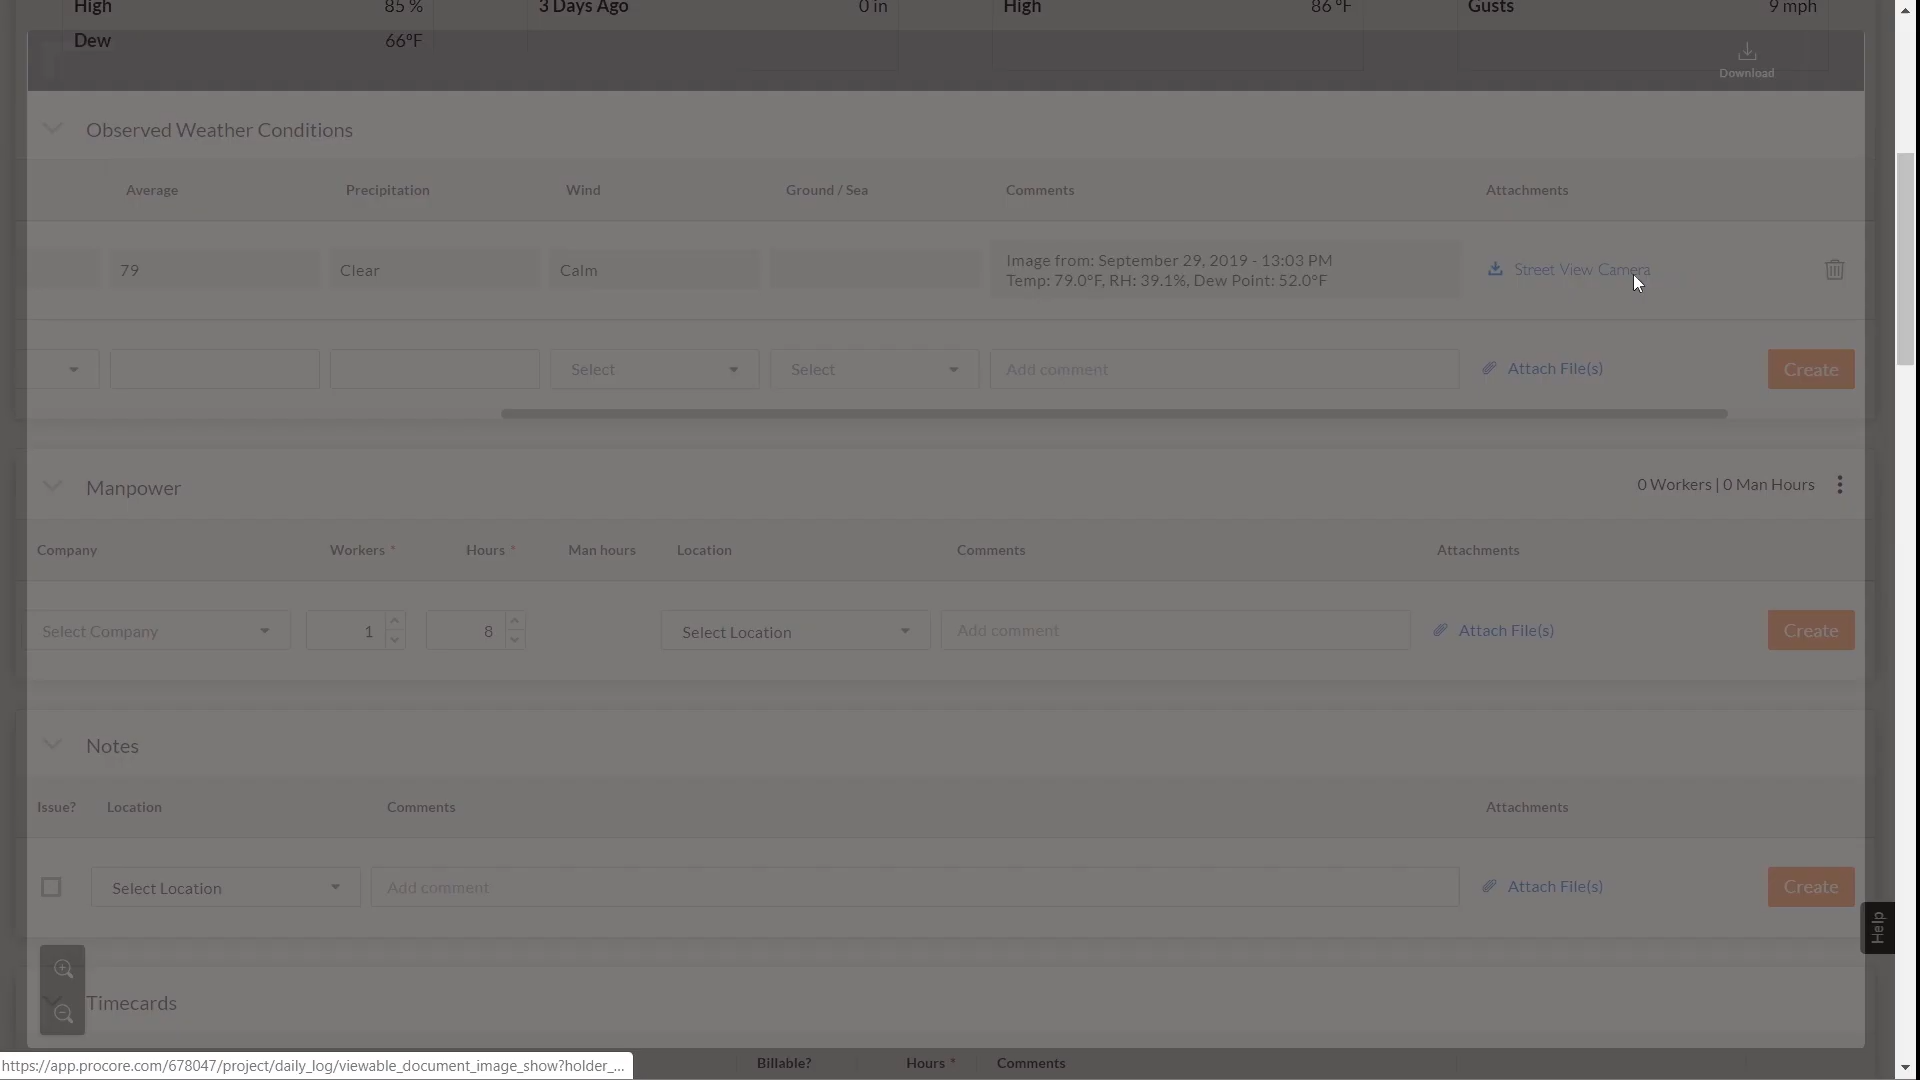 High 85 % 3 Days Ago 0 in High 86 ºF Gusts 9 mph
Dew 66ºF
Download
Observed Weather Conditions
Average Precipitation Wind Ground / Sea Comments Attachments
79 Clear Calm Image from: September 29, 2019 - 13:03 PM Street View Camera
Temp: 79.0°F, RH: 39.1%, Dew Point: 52.0°F
Select Select Add comment Attach File(s) Create
Manpower 0 Workers | 0 Man Hours
Company Workers * Hours * Man hours Location Comments Attachments
Select Company 1 8 Select Location Add comment Attach File(s) Create
Notes
Issue? Location Comments Attachments
Select Location Add comment Attach File(s) Create
Help
Timecards
Billable? Hours * Comments
https://app.procore.com/678047/project/daily_log/viewable_document_image_show?holder_...